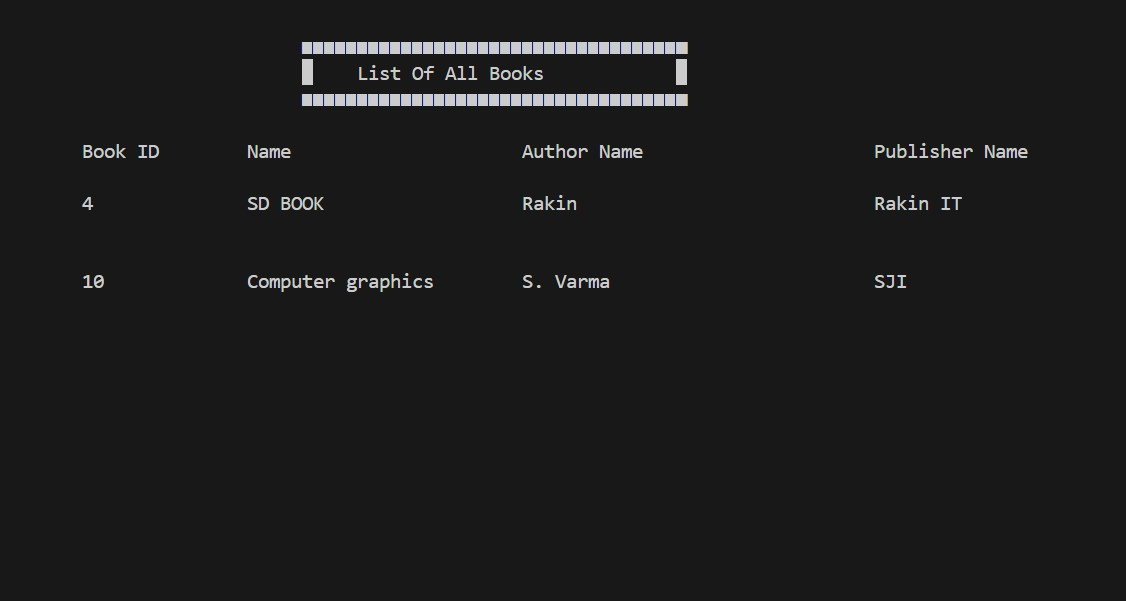 List Of All Books
Book ID Name Author Name Publisher Name
4 SD BOOK Rakin Rakin IT
10 Computer graphics S. Varma SJI